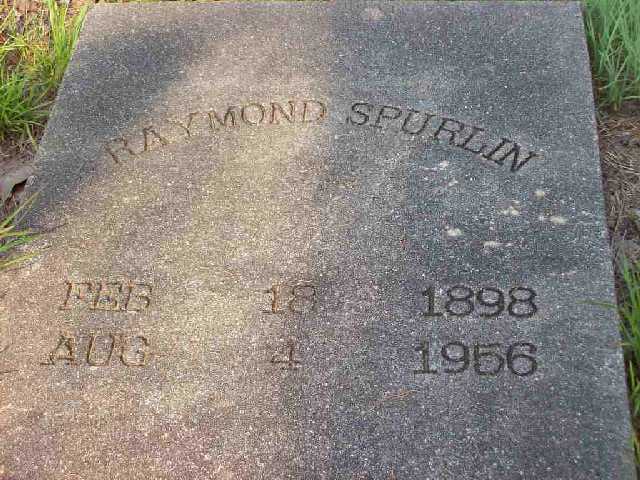 RAYMOND SPURLIN
FEB 18 1898
AUG 4 1956